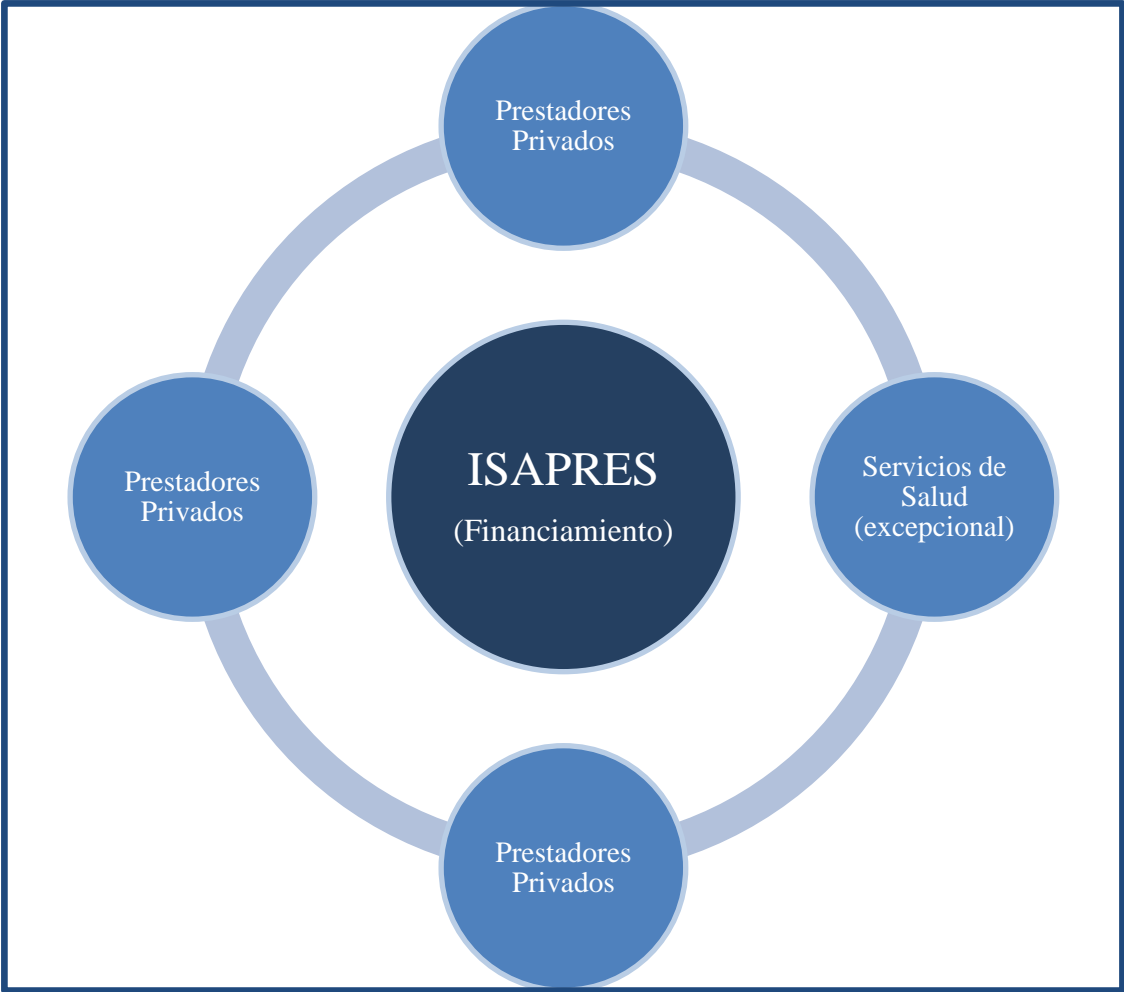 Prestadores
Privados
Prestadores
Privados
ISAPRES
(Financiamiento)
Servicios de
Salud
(excepcional)
Prestadores
Privados